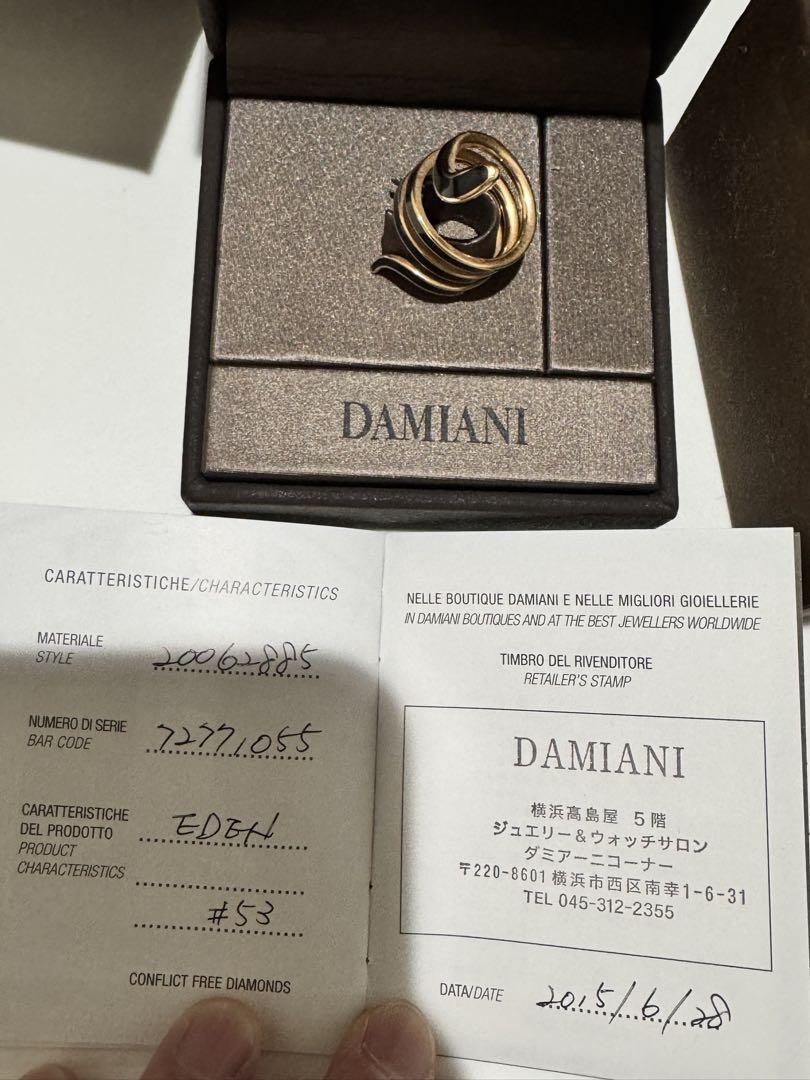 DAMIANI
CARATTERISTICHE/CHARACTERISTICS
MATERIALE
STYLE
20062885
NUMERO DI SERIE
BAR CODE
72771055
CARATTERISTICHE
DEL PRODOTTO
PRODUCT
CHARACTERISTICS
EDEN
#53
CONFLICT FREE DIAMONDS
NELLE BOUTIQUE DAMIANI E NELLE MIGLIORI GIOIELLERIE
IN DAMIANI BOUTIQUES AND AT THE BEST JEWELLERS WORLDWIDE
TIMBRO DEL RIVENDITORE
RETAILER'S STAMP
DAMIANI
横浜髙島屋 5階
ジュエリー&ウォッチサロン
ダミアーニコーナー
〒220-8601 横浜市西区南幸1-6-31
TEL 045-312-2355
DATA/DATE 2015/6/28